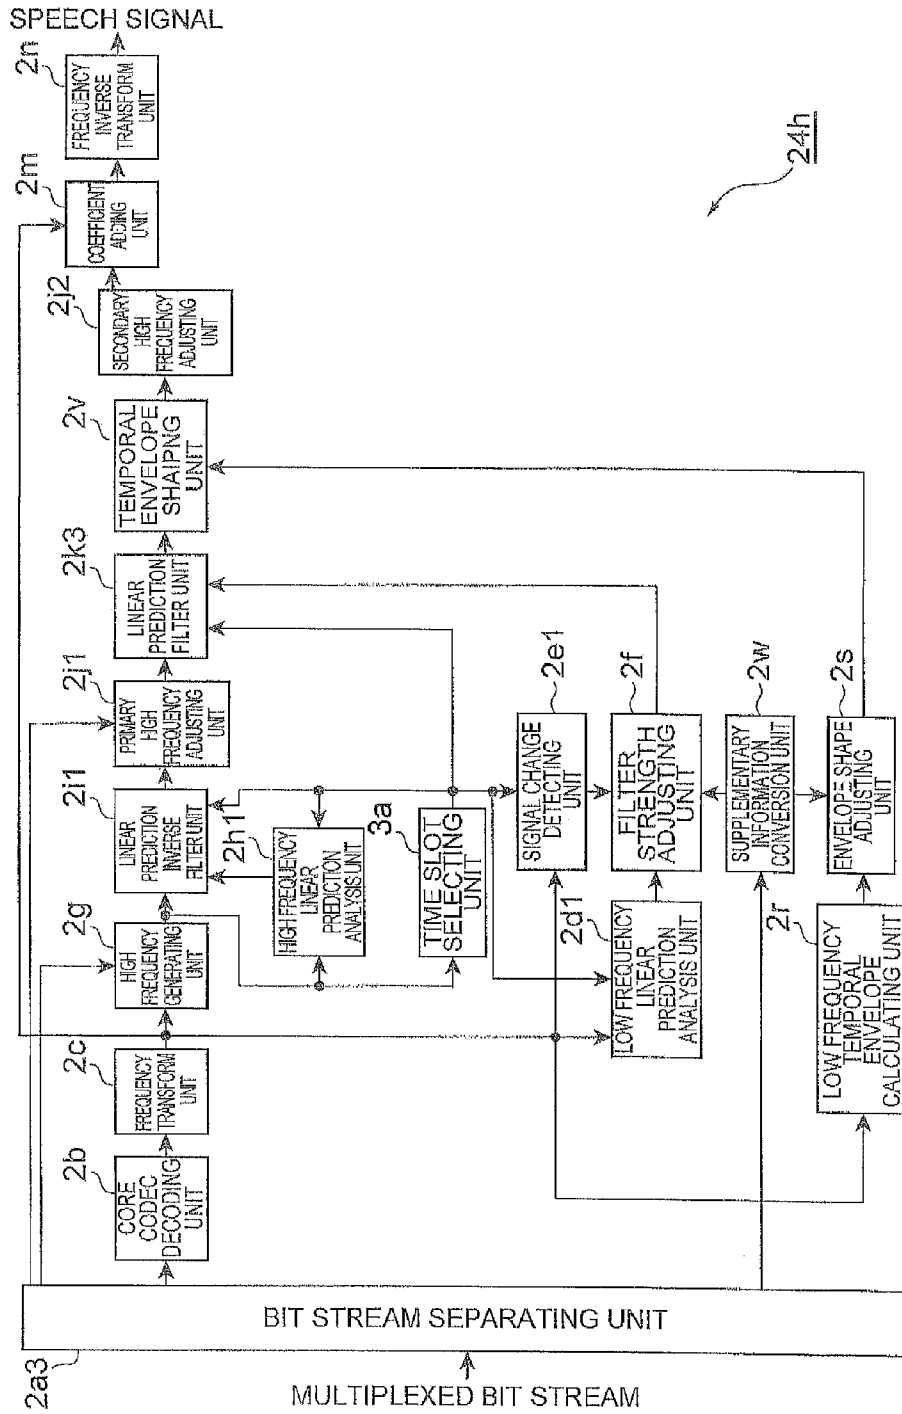 SPEECH SIGNAL
2n
FREQUENCY
INVERSE
TRANSFORM
UNIT
2m
COEFFICIENT
ADDING
UNIT
24h
2j2
SECONDARY
HIGH
FREQUENCY
ADJUSTING
UNIT
2v
TEMPORAL
ENVELOPE
SHAIPNG
UNIT
2k3
LINEAR
PREDICTION
FILTER UNIT
2j1
PRIMARY
HIGH
FREQUENCY
ADJUSTING
UNIT
2i1
LINEAR
PREDICTION
INVERSE
FILTER UNIT
2h1
HIGH FREQUENCY
LINEAR
PREDICTION
ANALYSIS UNIT
3a
TIME SLOT
SELECTING
UNIT
2e1
SIGNAL CHANGE
DETECTING
UNIT
2f
FILTER
STRENGTH
ADJUSTING
UNIT
2w
SUPPLEMENTARY
INFORMATION
CONVERSION UNIT
2s
ENVELOPE SHAPE
ADJUSTING
UNIT
2g
HIGH
FREQUENCY
GENERATING
UNIT
2d1
LOW FREQUENCY
LINEAR
PREDICTION
ANALYSIS UNIT
2r
LOW FREQUENCY
TEMPORAL
ENVELOPE
CALCULATING UNIT
2c
FREQUENCY
TRANSFORM
UNIT
2b
CORE
CODEC
DECODING
UNIT
BIT STREAM SEPARATING UNIT
2a3
MULTIPLEXED BIT STREAM